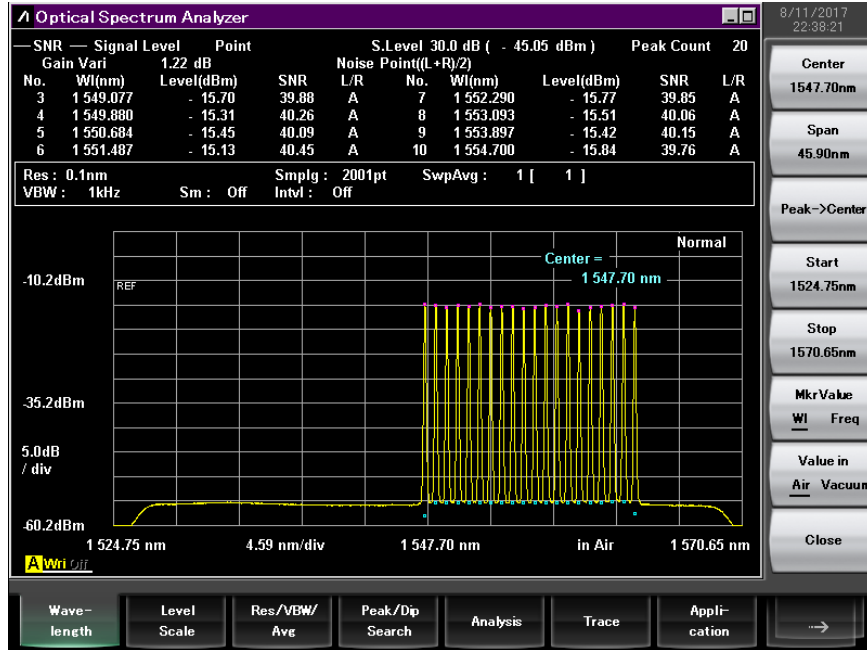 Optical Spectrum Analyzer
8/11/2017
22:38:21
SNR — Signal Level Point S.Level 30.0 dB ( - 45.05 dBm ) Peak Count 20
Gain Vari 1.22 dB Noise Point((L+R)/2)
No. Wl(nm) Level(dBm) SNR L/R No. Wl(nm) Level(dBm) SNR L/R
3 1 549.077 - 15.70 39.88 A 7 1 552.290 - 15.77 39.85 A
4 1 549.880 - 15.31 40.26 A 8 1 553.093 - 15.51 40.06 A
5 1 550.684 - 15.45 40.09 A 9 1 553.897 - 15.42 40.15 A
6 1 551.487 - 15.13 40.45 A 10 1 554.700 - 15.84 39.76 A
Res : 0.1nm Smplg : 2001pt SwpAvg : 1 [ 1 ]
VBW : 1kHz Sm : Off Intvl : Off
Normal
Center =
1 547.70 nm
-10.2dBm
REF
-35.2dBm
5.0dB
/ div
-60.2dBm
1 524.75 nm 4.59 nm/div 1 547.70 nm in Air 1 570.65 nm
A Wri Off
Center
1547.70nm
Span
45.90nm
Peak->Center
Start
1524.75nm
Stop
1570.65nm
MkrValue
Wl Freq
Value in
Air Vacuum
Close
Wave-
length
Level
Scale
Res/VBW/
Avg
Peak/Dip
Search
Analysis
Trace
Appli-
cation